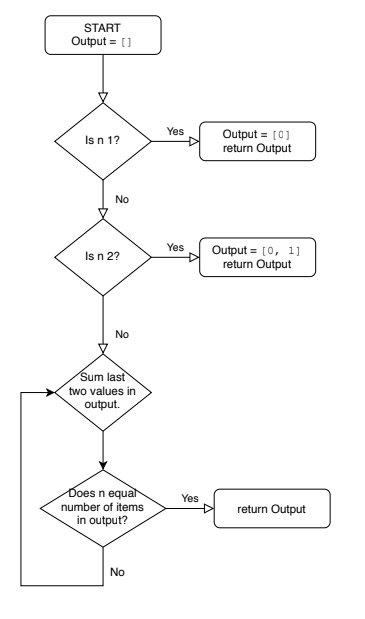 START
Output = []
Is n 1?
Yes
Output = [0]
return Output
No
Is n 2?
Yes
Output = [0, 1]
return Output
No
Sum last
two values in
output.
Does n equal
number of items
in output?
Yes
return Output
No